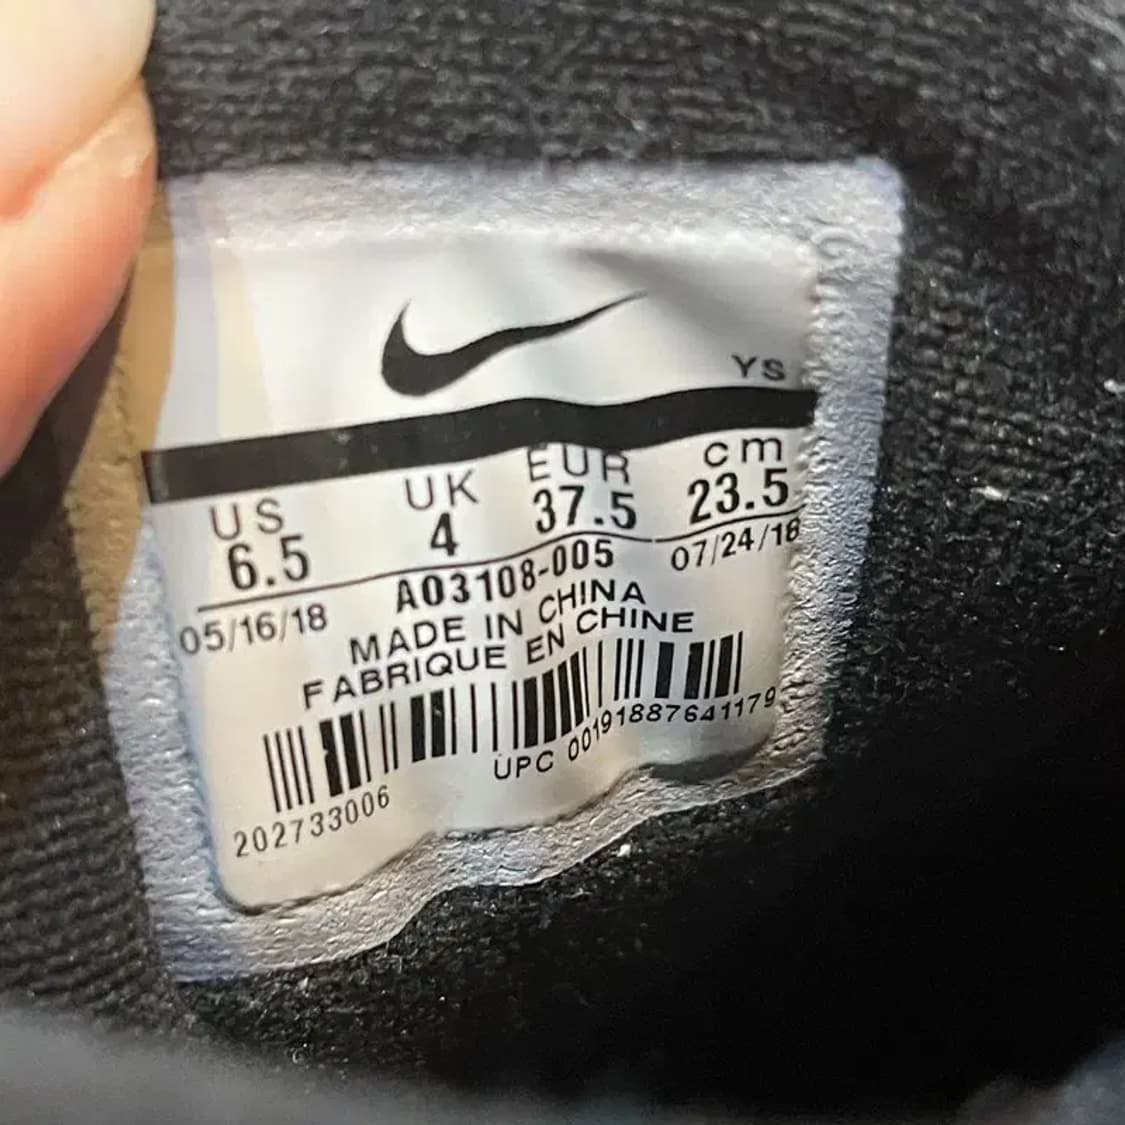 YS
US UK EUR cm
6.5 4 37.5 23.5
05/16/18 A03108-005 07/24/18
MADE IN CHINA
FABRIQUE EN CHINE
UPC 00191887641179
202733006